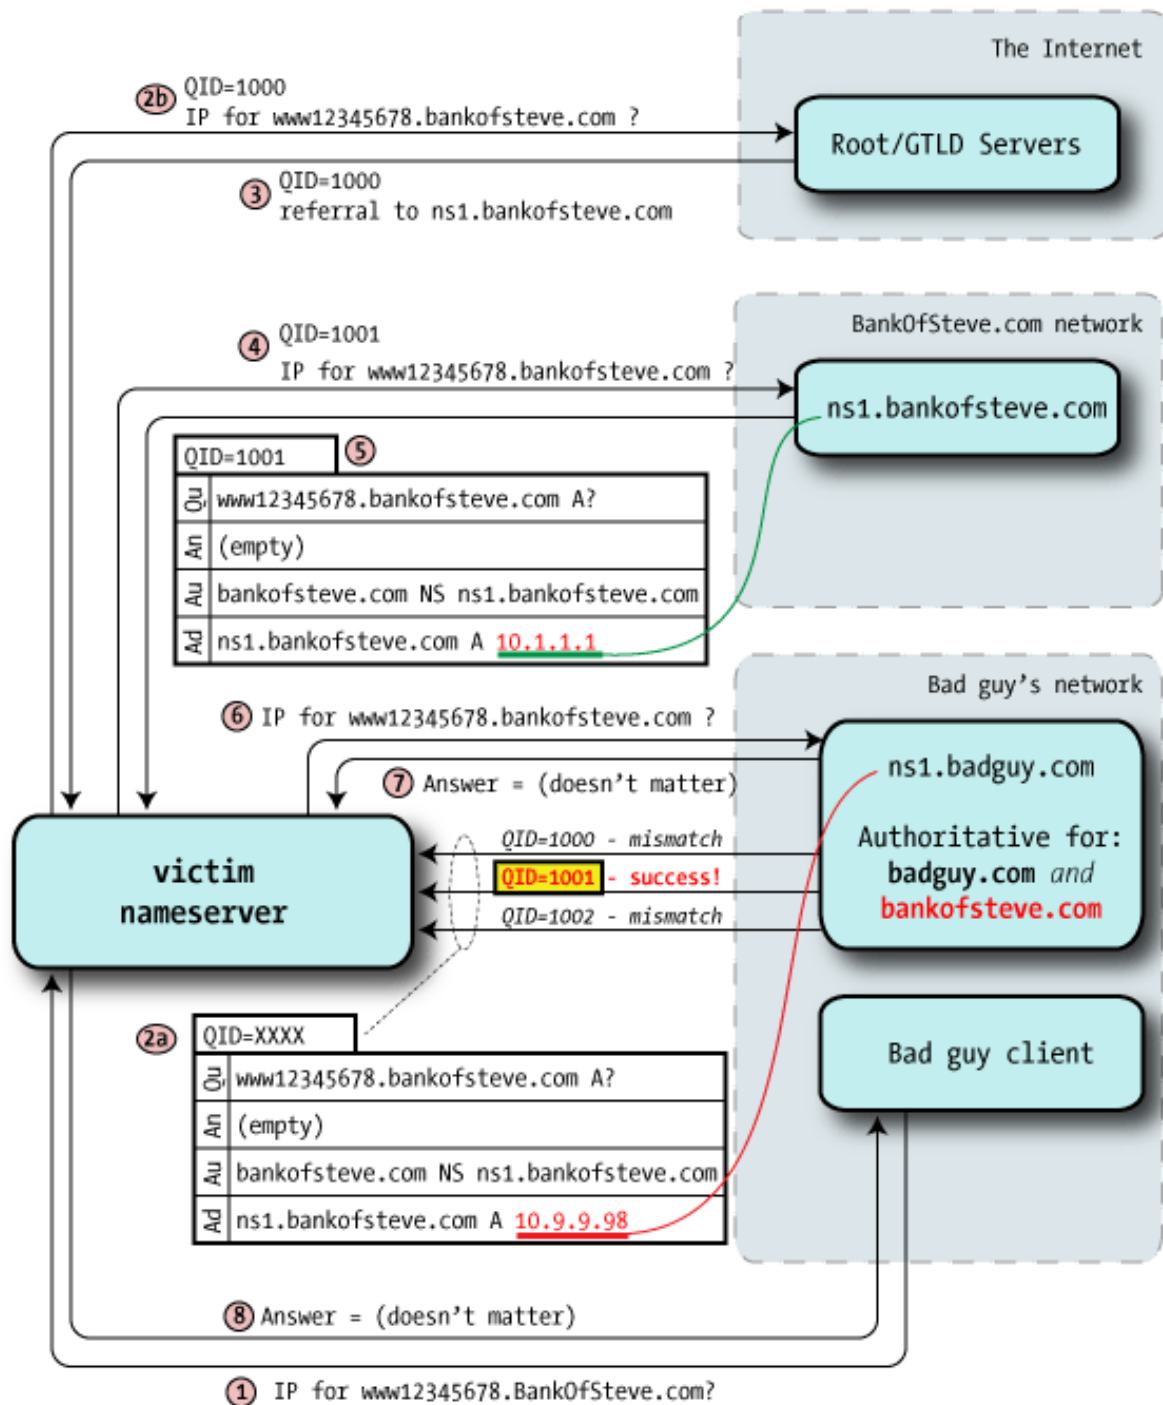 The Internet
2b QID=1000
IP for www12345678.bankofsteve.com ?
Root/GTLD Servers
3 QID=1000
referral to ns1.bankofsteve.com
BankOfSteve.com network
4 QID=1001
IP for www12345678.bankofsteve.com ?
ns1.bankofsteve.com
QID=1001 5
Qu www12345678.bankofsteve.com A?
An (empty)
Au bankofsteve.com NS ns1.bankofsteve.com
Ad ns1.bankofsteve.com A 10.1.1.1
Bad guy's network
6 IP for www12345678.bankofsteve.com ?
ns1.badguy.com
7 Answer = (doesn't matter)
Authoritative for:
badguy.com and
bankofsteve.com
QID=1000 - mismatch
QID=1001 - success!
QID=1002 - mismatch
victim
nameserver
2a QID=XXXX
Qu www12345678.bankofsteve.com A?
An (empty)
Au bankofsteve.com NS ns1.bankofsteve.com
Ad ns1.bankofsteve.com A 10.9.9.98
Bad guy client
8 Answer = (doesn't matter)
1 IP for www12345678.BankOfSteve.com?